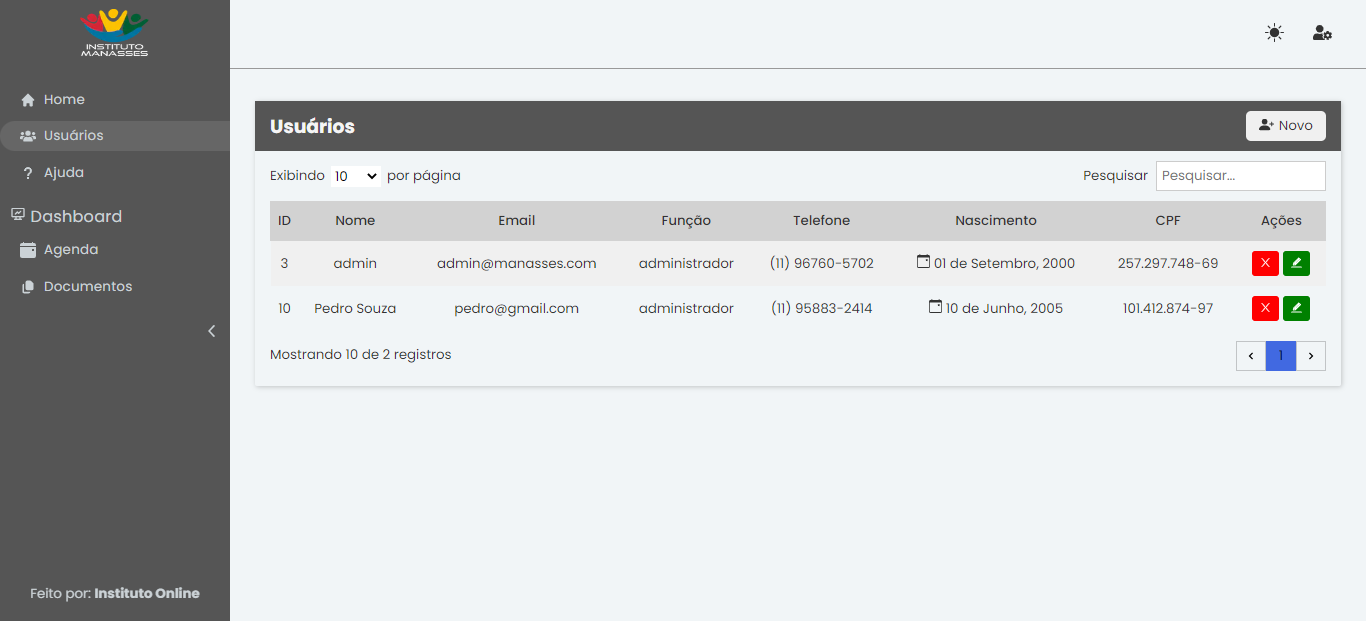 INSTITUTO
MANASSES
Home
Usuários
Ajuda
Dashboard
Agenda
Documentos
Feito por: Instituto Online
Usuários
Novo
Exibindo 10 por página
Pesquisar Pesquisar...
ID Nome Email Função Telefone Nascimento CPF Ações
3 admin admin@manasses.com administrador (11) 96760-5702 01 de Setembro, 2000 257.297.748-69
10 Pedro Souza pedro@gmail.com administrador (11) 95883-2414 10 de Junho, 2005 101.412.874-97
Mostrando 10 de 2 registros
1